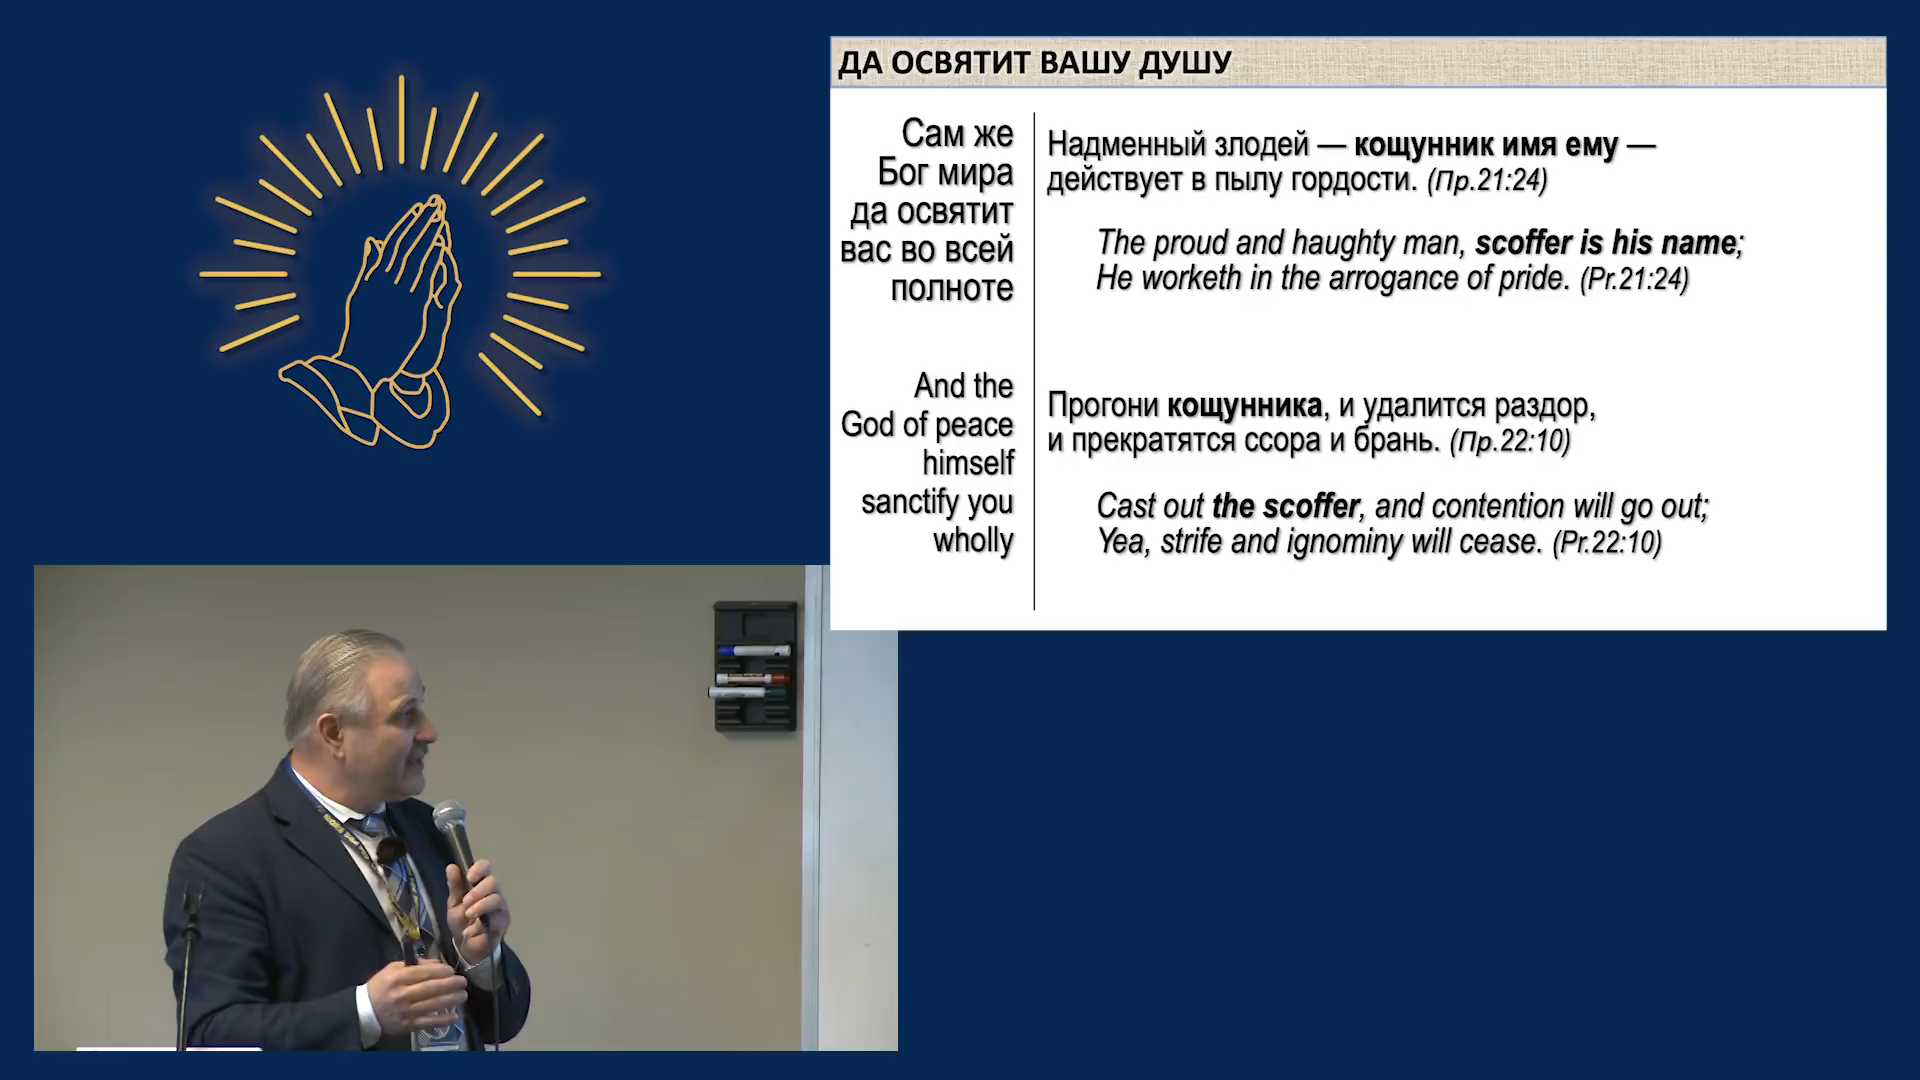 ДА ОСВЯТИТ ВАШУ ДУШУ
Сам же
Бог мира
да освятит
вас во всей
полноте
And the
God of peace
himself
sanctify you
wholly
Надменный злодей — кощунник имя ему —
действует в пылу гордости. (Пр.21:24)
The proud and haughty man, scoffer is his name;
He worketh in the arrogance of pride. (Pr.21:24)
Прогони кощунника, и удалится раздор,
и прекратятся ссора и брань. (Пр.22:10)
Cast out the scoffer, and contention will go out;
Yea, strife and ignominy will cease. (Pr.22:10)